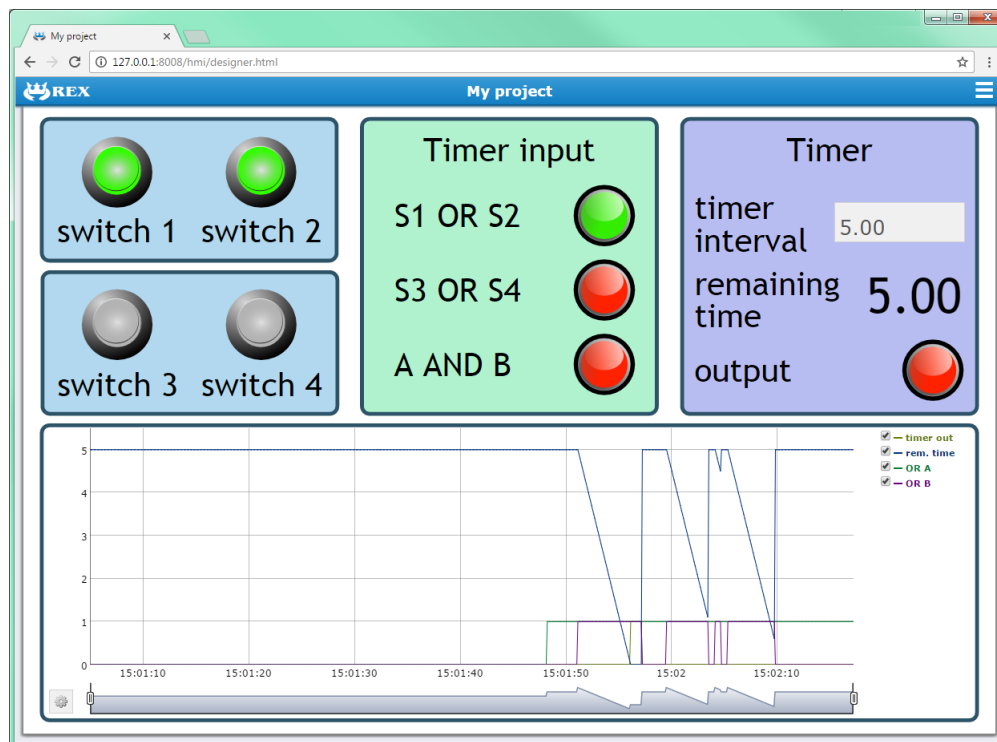 My project
127.0.0.1:8008/hmi/designer.html
REX
My project
switch 1 switch 2
switch 3 switch 4
Timer input
S1 OR S2
S3 OR S4
A AND B
Timer
timer
interval
5.00
remaining
time
5.00
output
5
4
3
2
1
0
15:01:10 15:01:20 15:01:30 15:01:40 15:01:50 15:02 15:02:10
timer out
rem. time
OR A
OR B